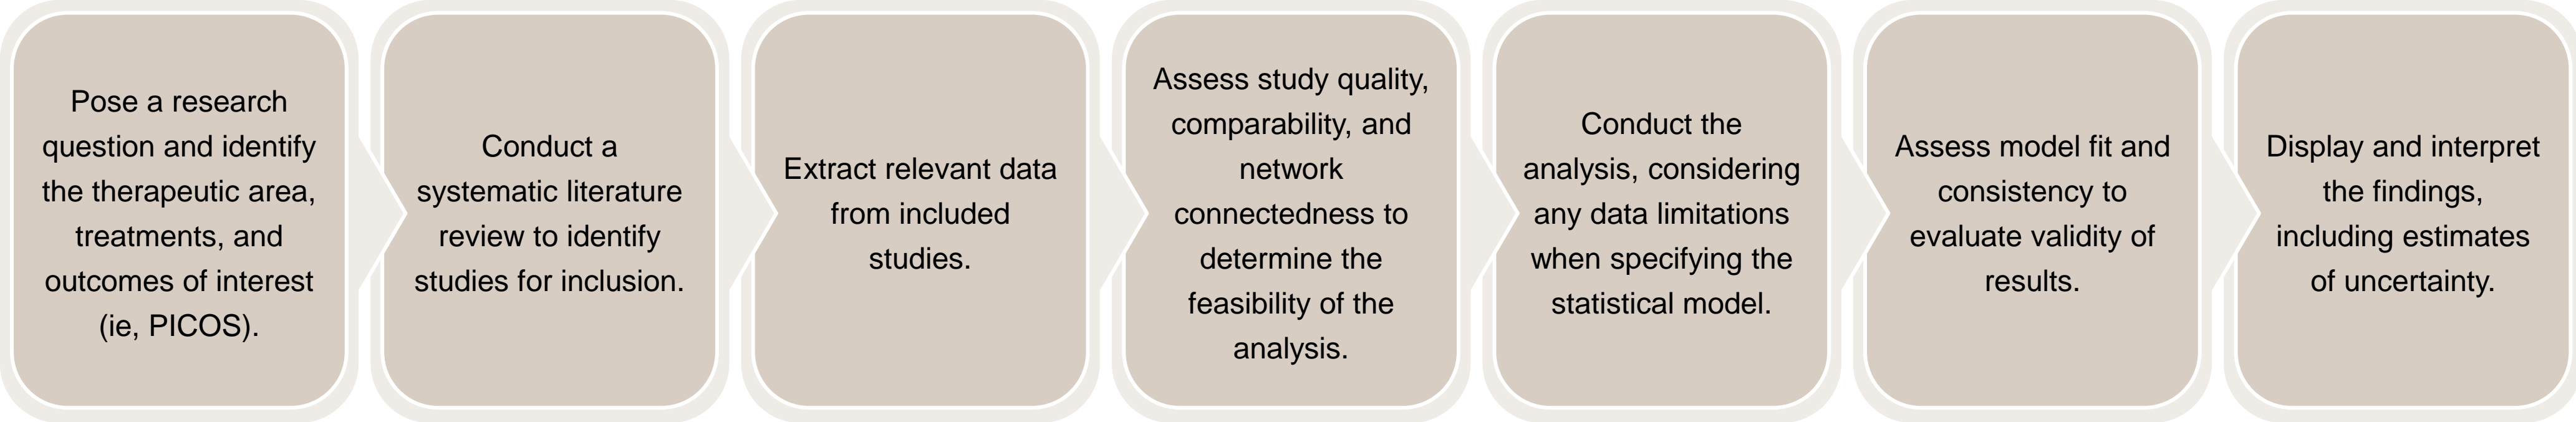 Pose a research
question and identify
the therapeutic area,
treatments, and
outcomes of interest
(ie, PICOS).
Conduct a
systematic literature
review to identify
studies for inclusion.
Extract relevant data
from included
studies.
Assess study quality,
comparability, and
network
connectedness to
determine the
feasibility of the
analysis.
Conduct the
analysis, considering
any data limitations
when specifying the
statistical model.
Assess model fit and
consistency to
evaluate validity of
results.
Display and interpret
the findings,
including estimates
of uncertainty.